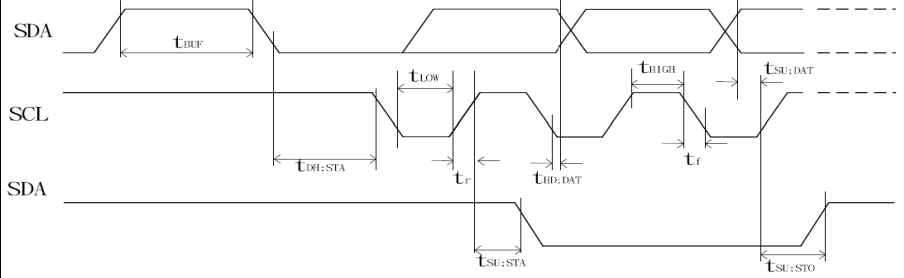 SDA
tBUF
tLOW
tHIGH
tSU;DAT
SCL
tDH;STA
tr
tHD;DAT
tf
SDA
tSU;STA
tSU;STO